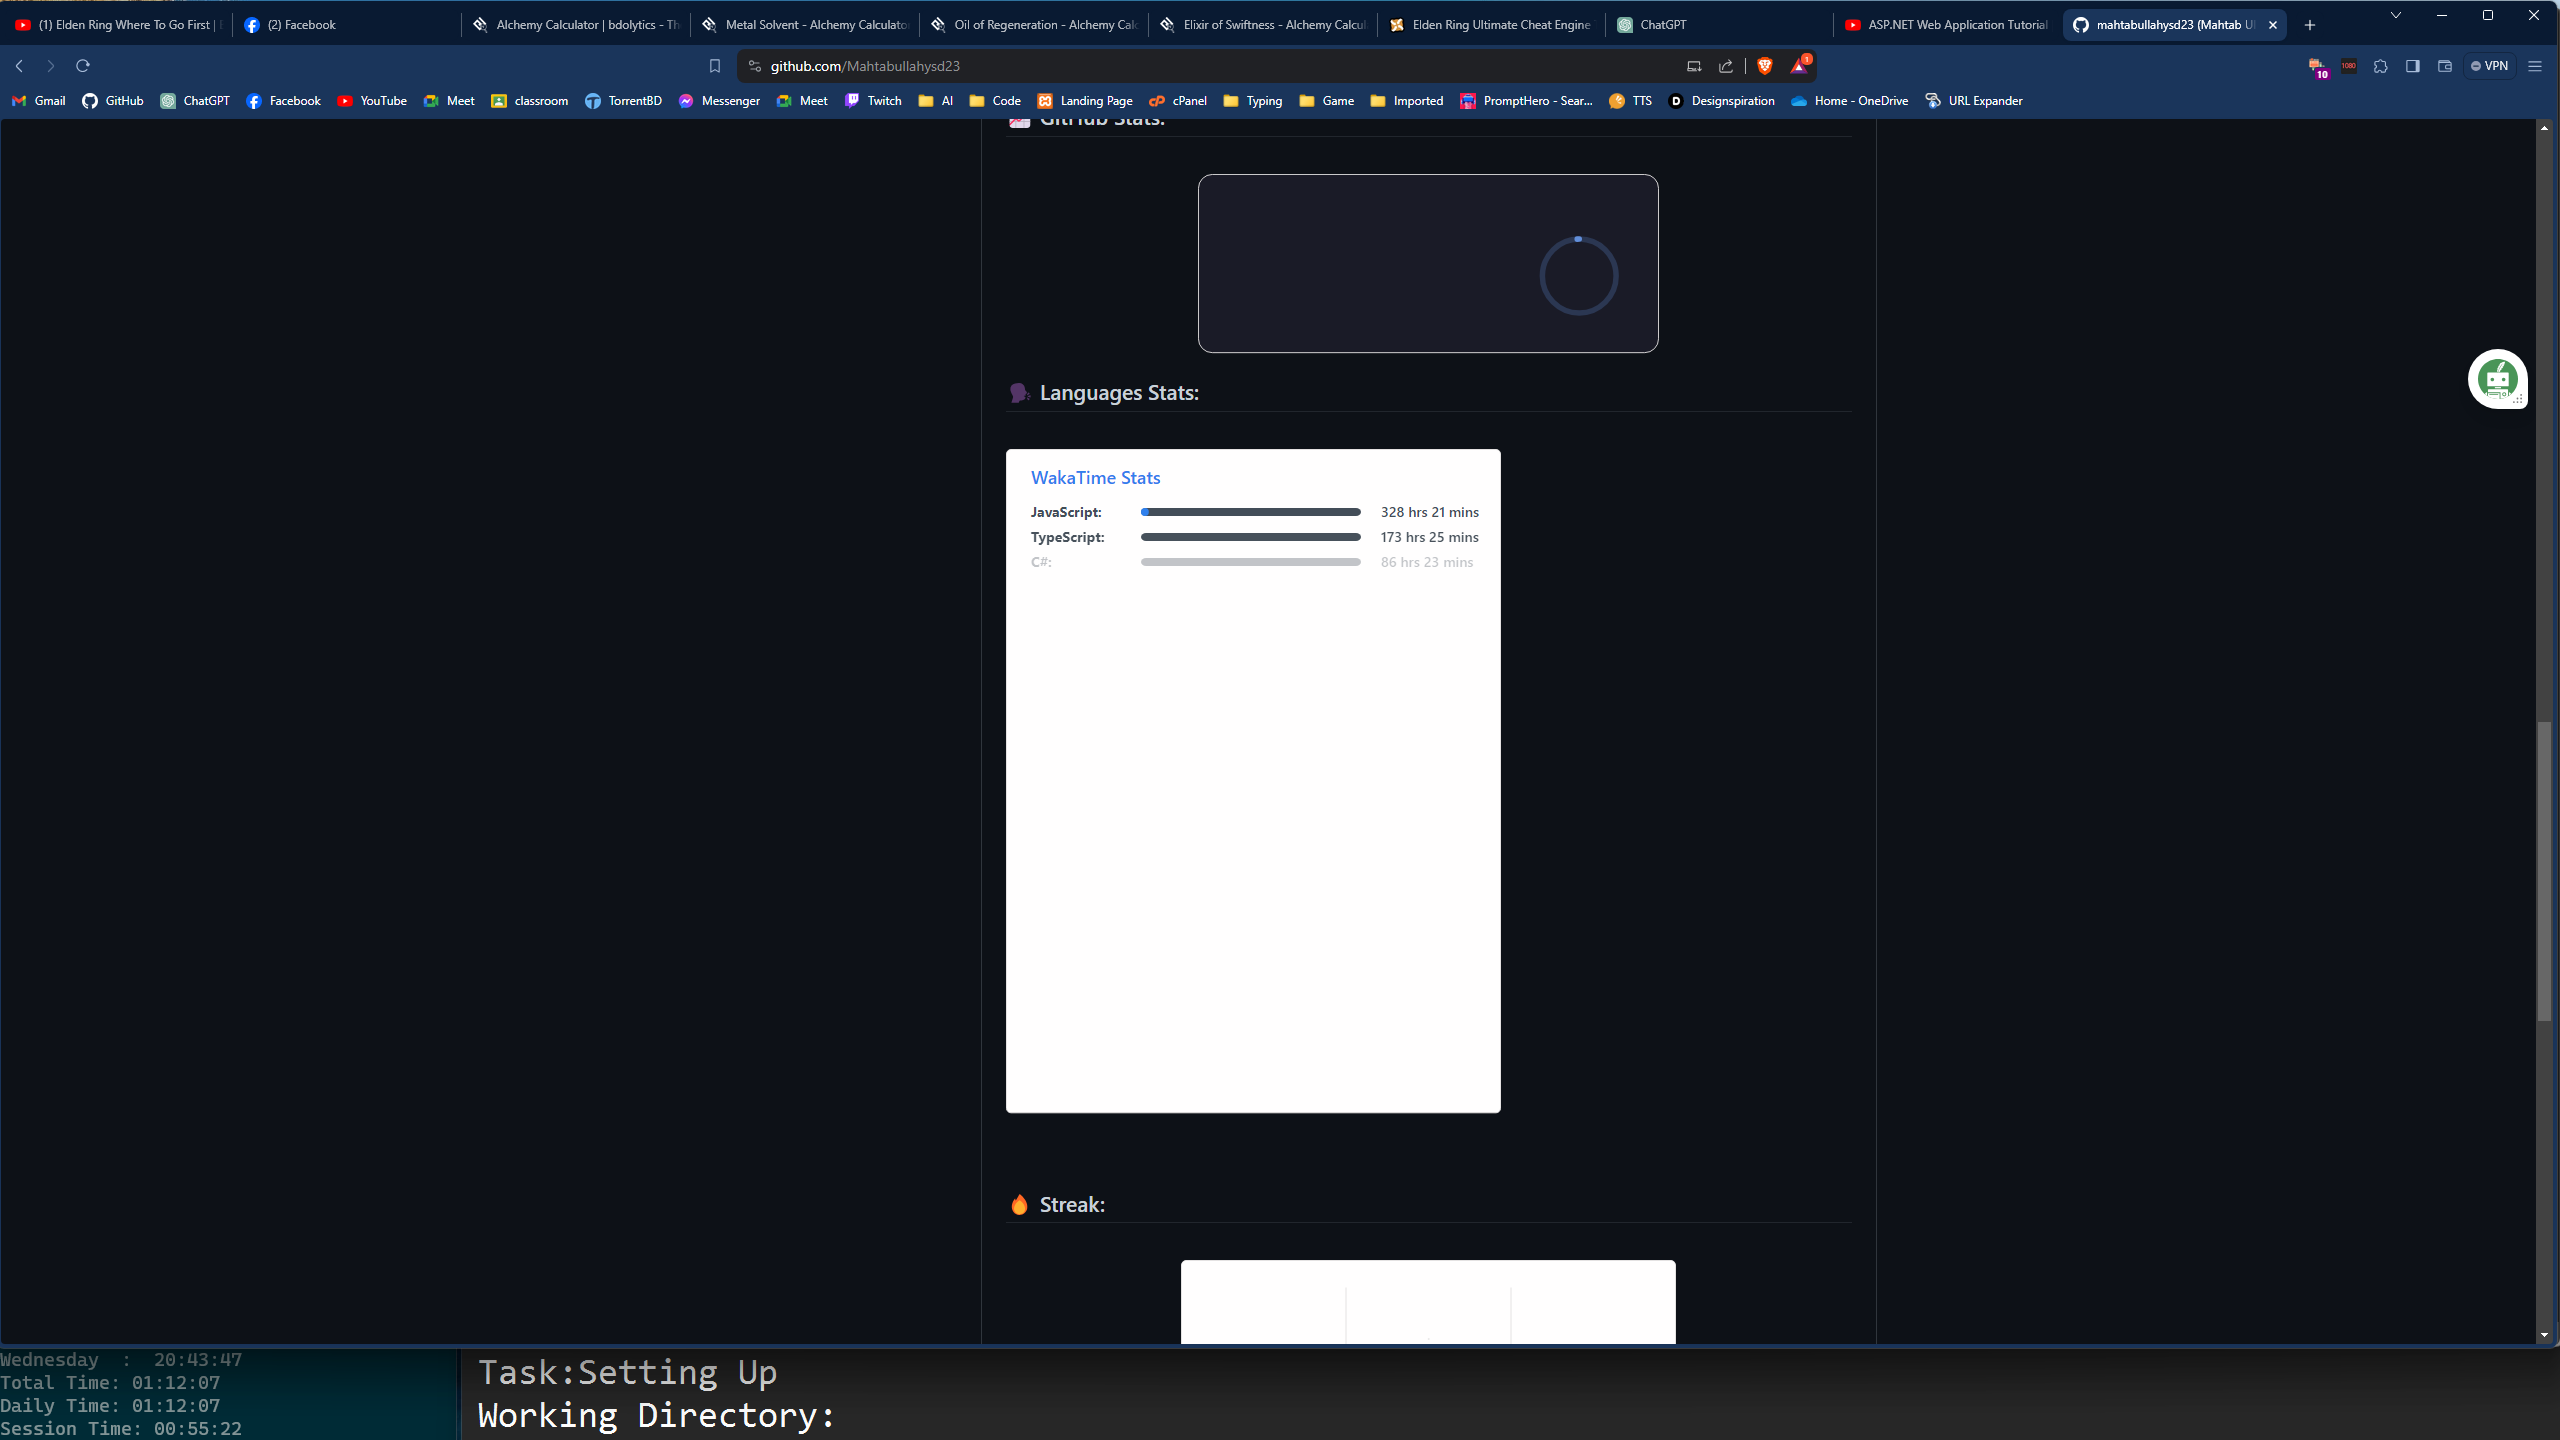 (1) Elden Ring Where To Go First |
(2) Facebook
Alchemy Calculator | bdolytics - Th
Metal Solvent - Alchemy Calculato
Oil of Regeneration - Alchemy Calc
Elixir of Swiftness - Alchemy Calcul
Elden Ring Ultimate Cheat Engine
ChatGPT
ASP.NET Web Application Tutorial
mahtabullahysd23 (Mahtab Ul
github.com/Mahtabullahysd23
1
10
1080
VPN
Gmail
GitHub
ChatGPT
Facebook
YouTube
Meet
classroom
TorrentBD
Messenger
Meet
Twitch
AI
Code
Landing Page
cPanel
Typing
Game
Imported
PromptHero - Sear...
TTS
Designspiration
Home - OneDrive
URL Expander
GitHub Stats:
Languages Stats:
WakaTime Stats
JavaScript: 328 hrs 21 mins
TypeScript: 173 hrs 25 mins
C#: 86 hrs 23 mins
Streak:
Wednesday : 20:43:47
Total Time: 01:12:07
Daily Time: 01:12:07
Session Time: 00:55:22
Task:Setting Up
Working Directory: